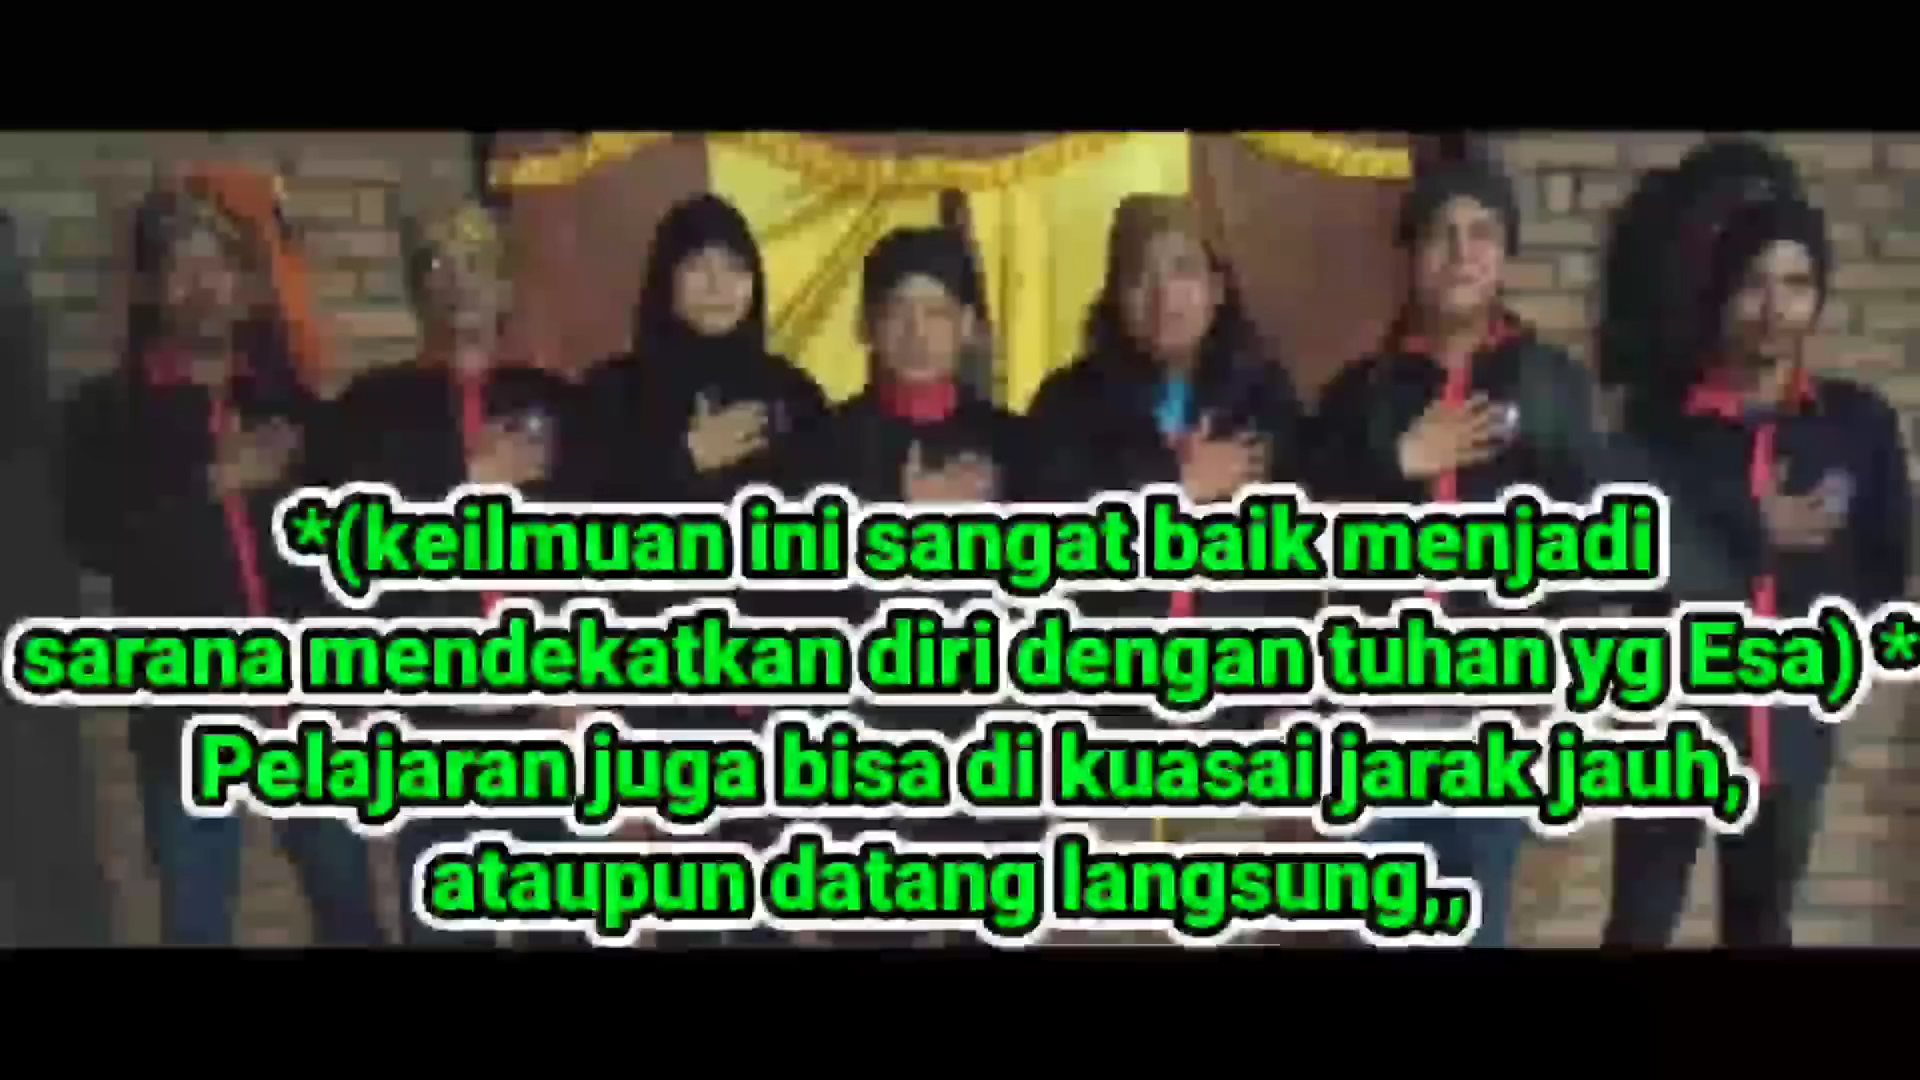 *(keilmuan ini sangat baik menjadi
sarana mendekatkan diri dengan tuhan yg Esa) *
Pelajaran juga bisa di kuasai jarak jauh,
ataupun datang langsung,,